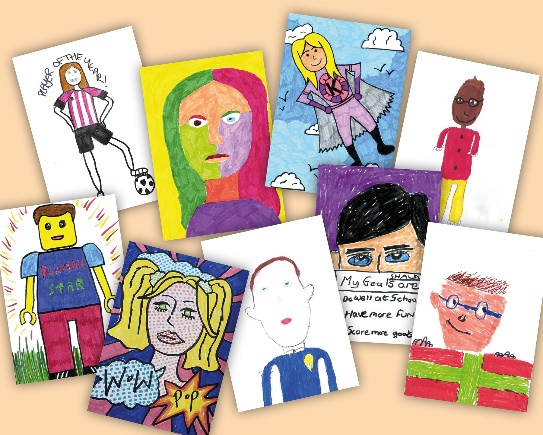 PLAYER OF THE YEAR!
K
STAR
My Goals are
Do well at School
Have more Fun
Score more goals
WOW
POP